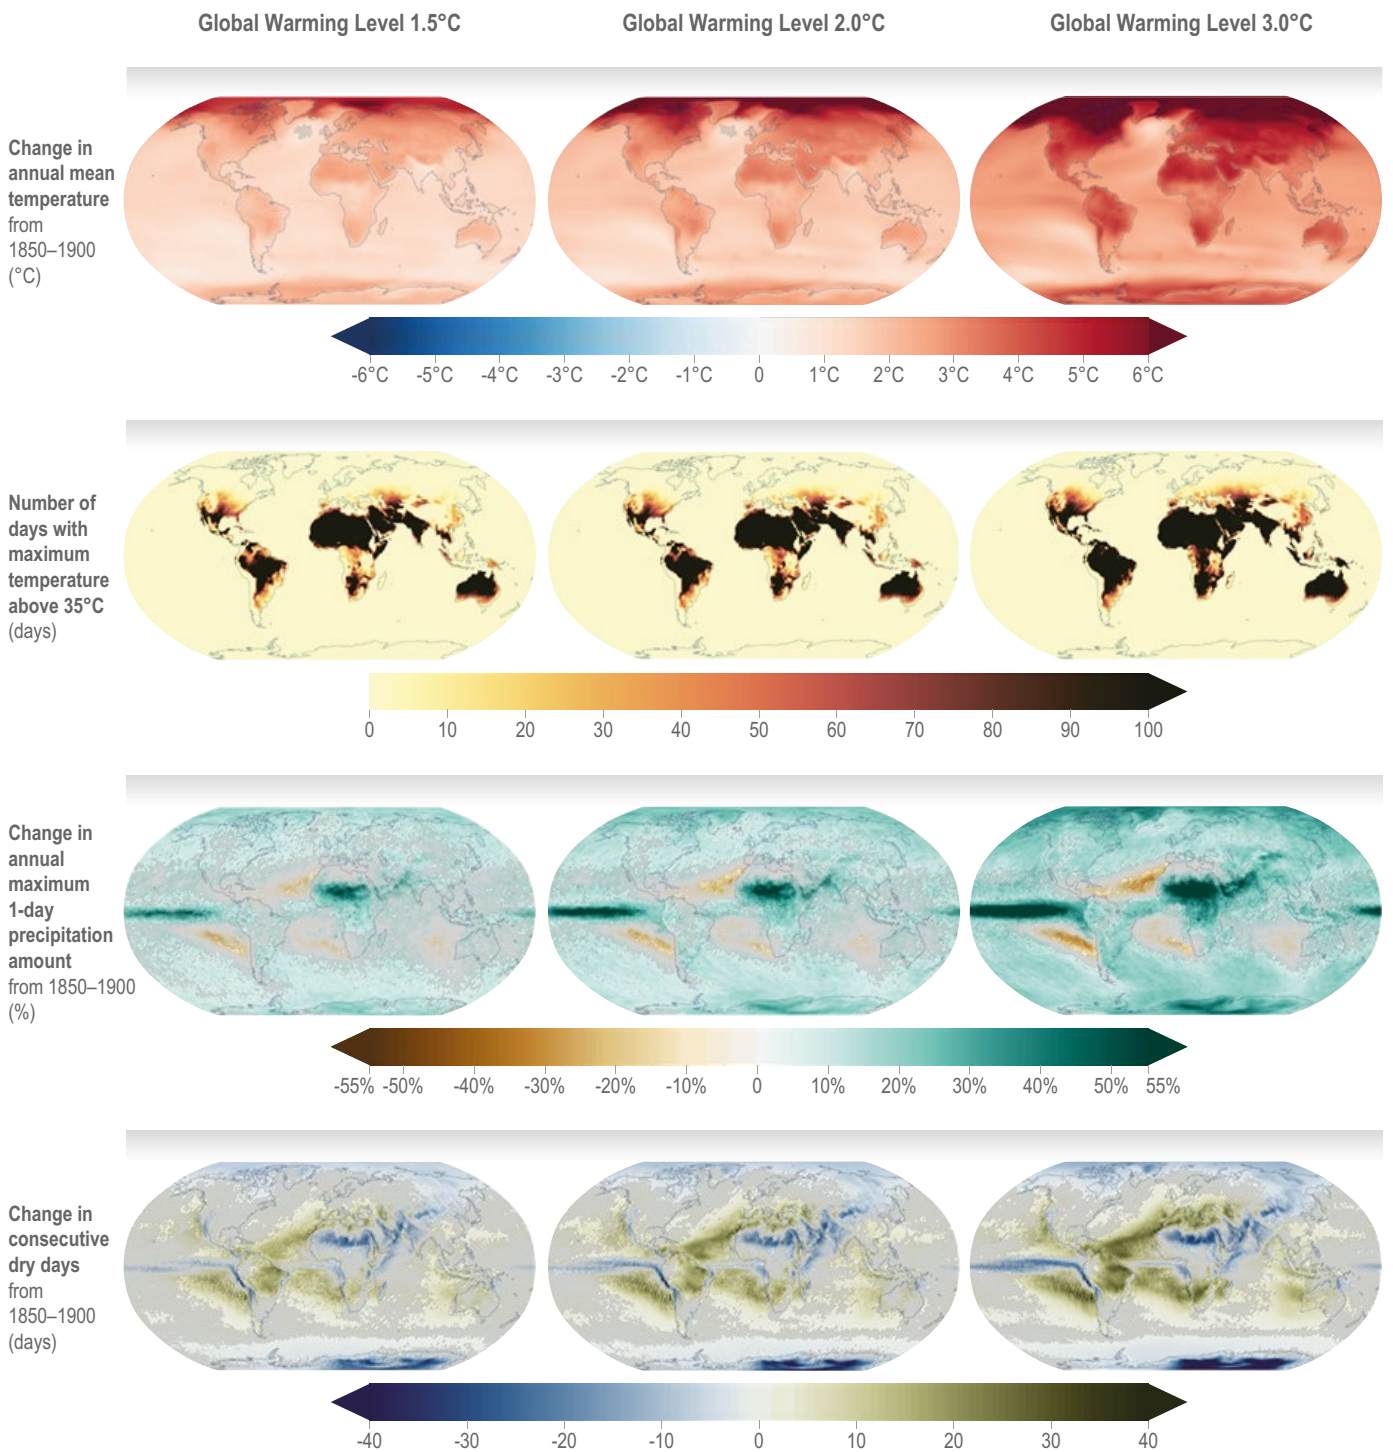 Global Warming Level 1.5°C
Global Warming Level 2.0°C
Global Warming Level 3.0°C
Change in
annual mean
temperature
from
1850–1900
(°C)
-6°C -5°C -4°C -3°C -2°C -1°C 0 1°C 2°C 3°C 4°C 5°C 6°C
Number of
days with
maximum
temperature
above 35°C
(days)
0 10 20 30 40 50 60 70 80 90 100
Change in
annual
maximum
1-day
precipitation
amount
from 1850–1900
(%)
-55% -50% -40% -30% -20% -10% 0 10% 20% 30% 40% 50% 55%
Change in
consecutive
dry days
from
1850–1900
(days)
-40 -30 -20 -10 0 10 20 30 40